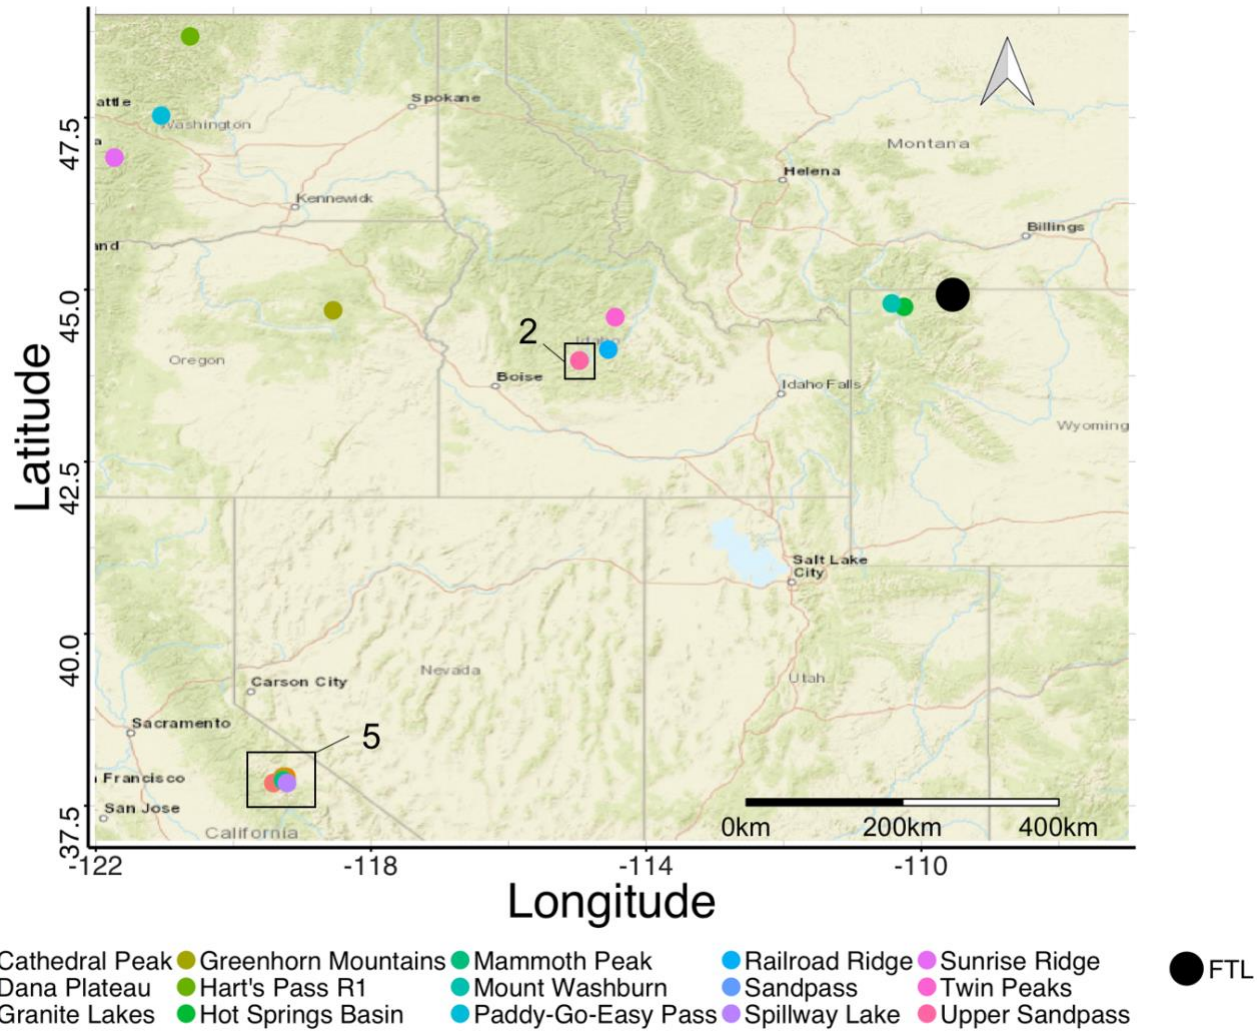 Spokane
attle
Washington
47.5
a
Montana
Helena
Kennewick
Billings
and
45.0
2
Idaho
Oregon
Boise
Idaho Falls
Latitude
Wyoming
42.5
Salt Lake
City
40.0
Carson City
Nevada
Utah
Sacramento
5
Francisco
San Jose
37.5
California
0km 200km 400km
-122 -118 -114 -110
Longitude
Cathedral Peak Greenhorn Mountains Mammoth Peak Railroad Ridge Sunrise Ridge
FTL
Dana Plateau Hart's Pass R1 Mount Washburn Sandpass Twin Peaks
Granite Lakes Hot Springs Basin Paddy-Go-Easy Pass Spillway Lake Upper Sandpass